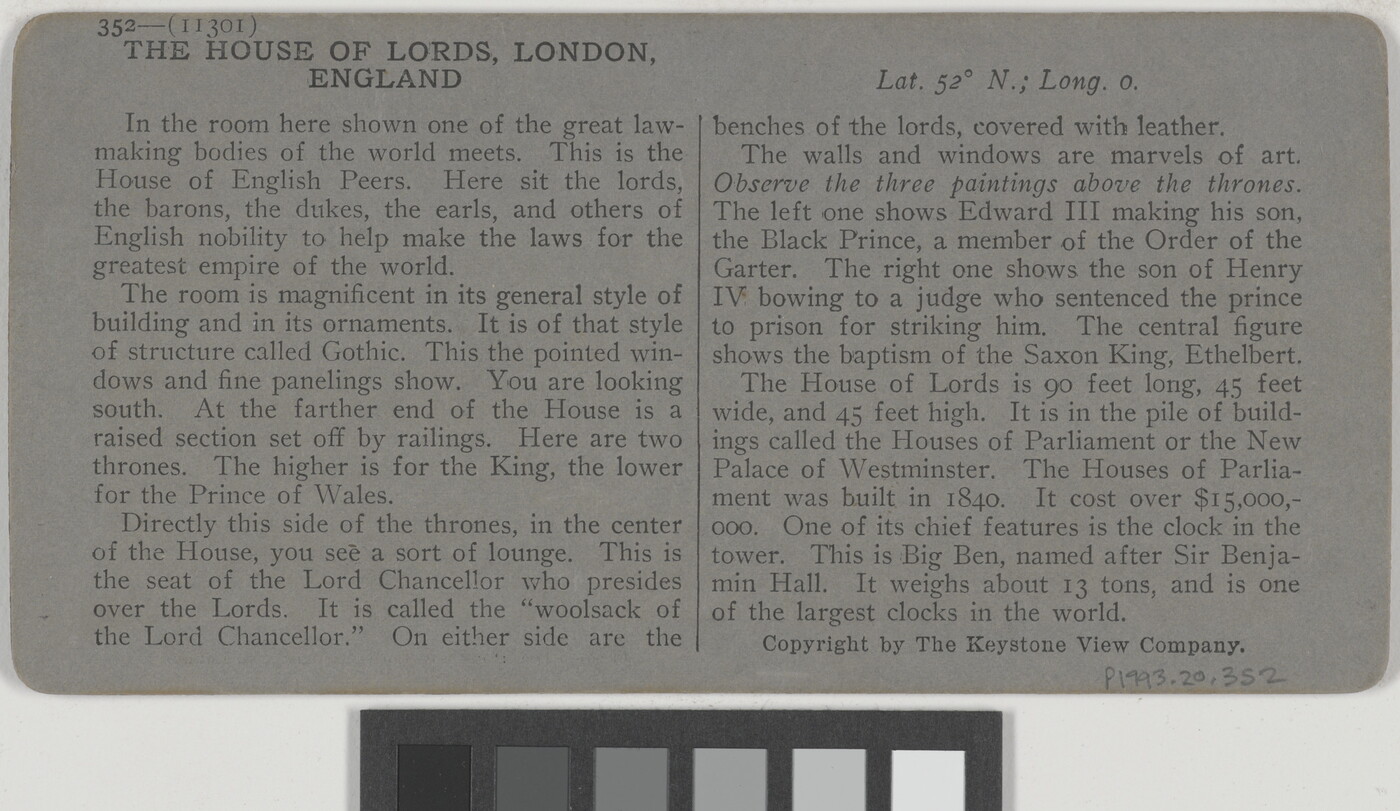 352—(11301)
THE HOUSE OF LORDS, LONDON,
ENGLAND
In the room here shown one of the great law-
making bodies of the world meets. This is the
House of English Peers. Here sit the lords,
the barons, the dukes, the earls, and others of
English nobility to help make the laws for the
greatest empire of the world.
The room is magnificent in its general style of
building and in its ornaments. It is of that style
of structure called Gothic. This the pointed win-
dows and fine panelings show. You are looking
south. At the farther end of the House is a
raised section set off by railings. Here are two
thrones. The higher is for the King, the lower
for the Prince of Wales.
Directly this side of the thrones, in the center
of the House, you see a sort of lounge. This is
the seat of the Lord Chancellor who presides
over the Lords. It is called the “woolsack of
the Lord Chancellor.” On either side are the
Lat. 52° N.; Long. 0.
benches of the lords, covered with leather.
The walls and windows are marvels of art.
Observe the three paintings above the thrones.
The left one shows Edward III making his son,
the Black Prince, a member of the Order of the
Garter. The right one shows the son of Henry
IV bowing to a judge who sentenced the prince
to prison for striking him. The central figure
shows the baptism of the Saxon King, Ethelbert.
The House of Lords is 90 feet long, 45 feet
wide, and 45 feet high. It is in the pile of build-
ings called the Houses of Parliament or the New
Palace of Westminster. The Houses of Parlia-
ment was built in 1840. It cost over $15,000,-
000. One of its chief features is the clock in the
tower. This is Big Ben, named after Sir Benja-
min Hall. It weighs about 13 tons, and is one
of the largest clocks in the world.
Copyright by The Keystone View Company.
P1993.20.352